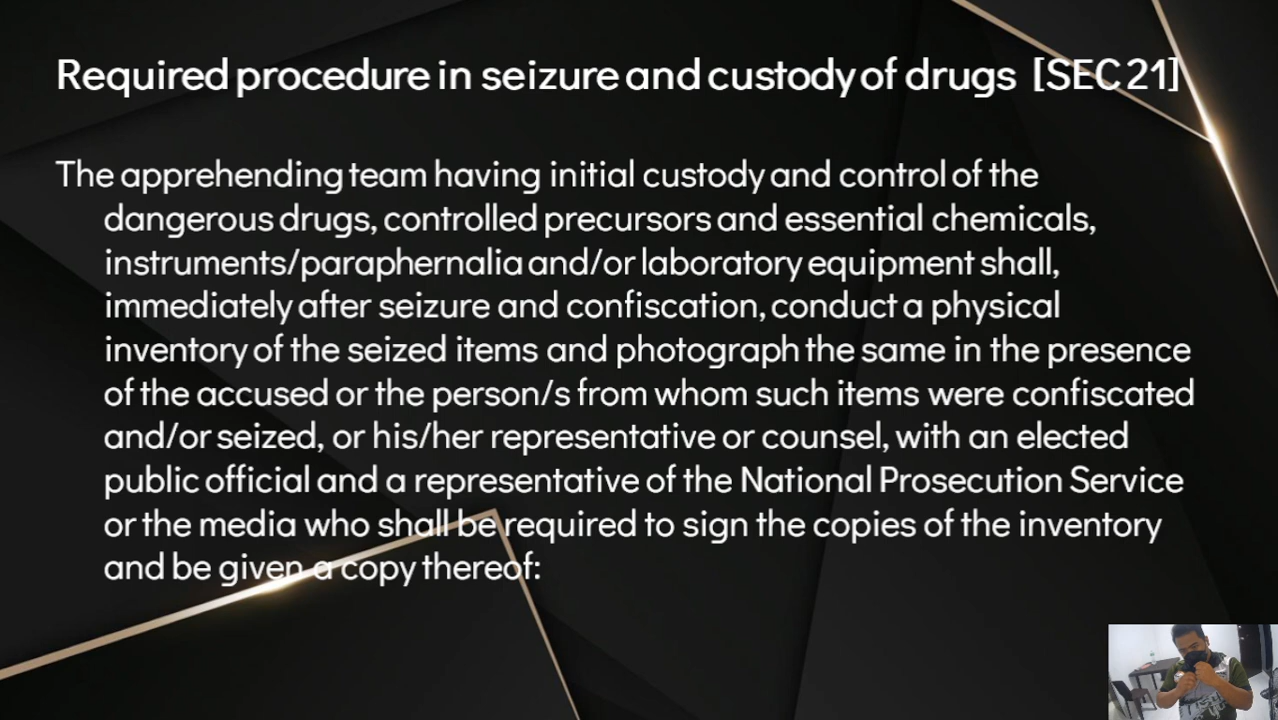 Required procedure in seizure and custody of drugs [SEC 21]
The apprehending team having initial custody and control of the
dangerous drugs, controlled precursors and essential chemicals,
instruments/paraphernalia and/or laboratory equipment shall,
immediately after seizure and confiscation, conduct a physical
inventory of the seized items and photograph the same in the presence
of the accused or the person/s from whom such items were confiscated
and/or seized, or his/her representative or counsel, with an elected
public official and a representative of the National Prosecution Service
or the media who shall be required to sign the copies of the inventory
and be given a copy thereof: